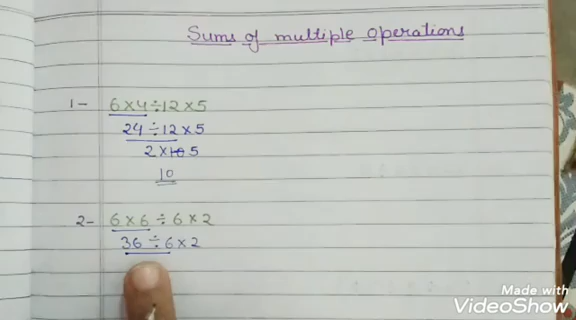 Sums of multiple operations
1- 6×4÷12×5
24÷12×5
2×10 5
10
2- 6×6÷6×2
36÷6×2
Made with
VideoShow